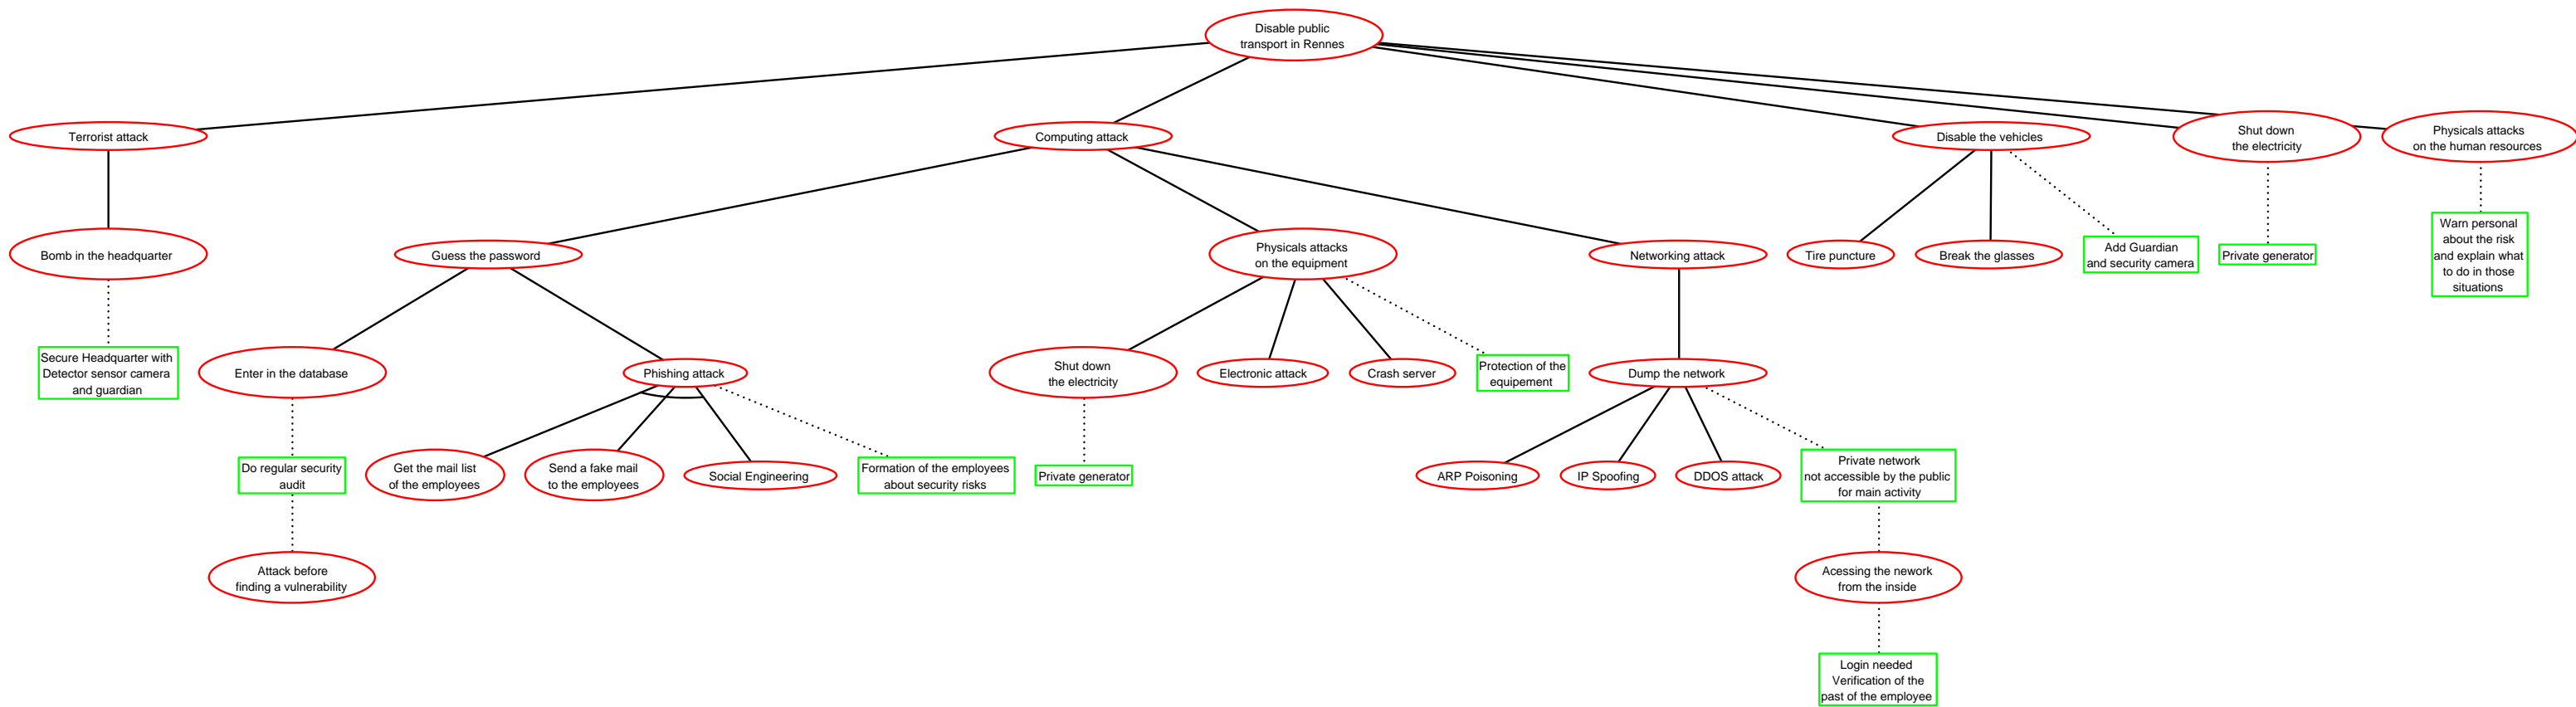 Disable public
transport in Rennes
Terrorist attack
Computing attack
Disable the vehicles
Shut down
the electricity
Physicals attacks
on the human resources
Bomb in the headquarter
Guess the password
Physicals attacks
on the equipment
Networking attack
Tire puncture
Break the glasses
Add Guardian
and security camera
Private generator
Warn personal
about the risk
and explain what
to do in those
situations
Secure Headquarter with
Detector sensor camera
and guardian
Enter in the database
Phishing attack
Shut down
the electricity
Electronic attack
Crash server
Protection of the
equipement
Dump the network
Do regular security
audit
Get the mail list
of the employees
Send a fake mail
to the employees
Social Engineering
Formation of the employees
about security risks
Private generator
ARP Poisoning
IP Spoofing
DDOS attack
Private network
not accessible by the public
for main activity
Attack before
finding a vulnerability
Acessing the nework
from the inside
Login needed
Verification of the
past of the employee